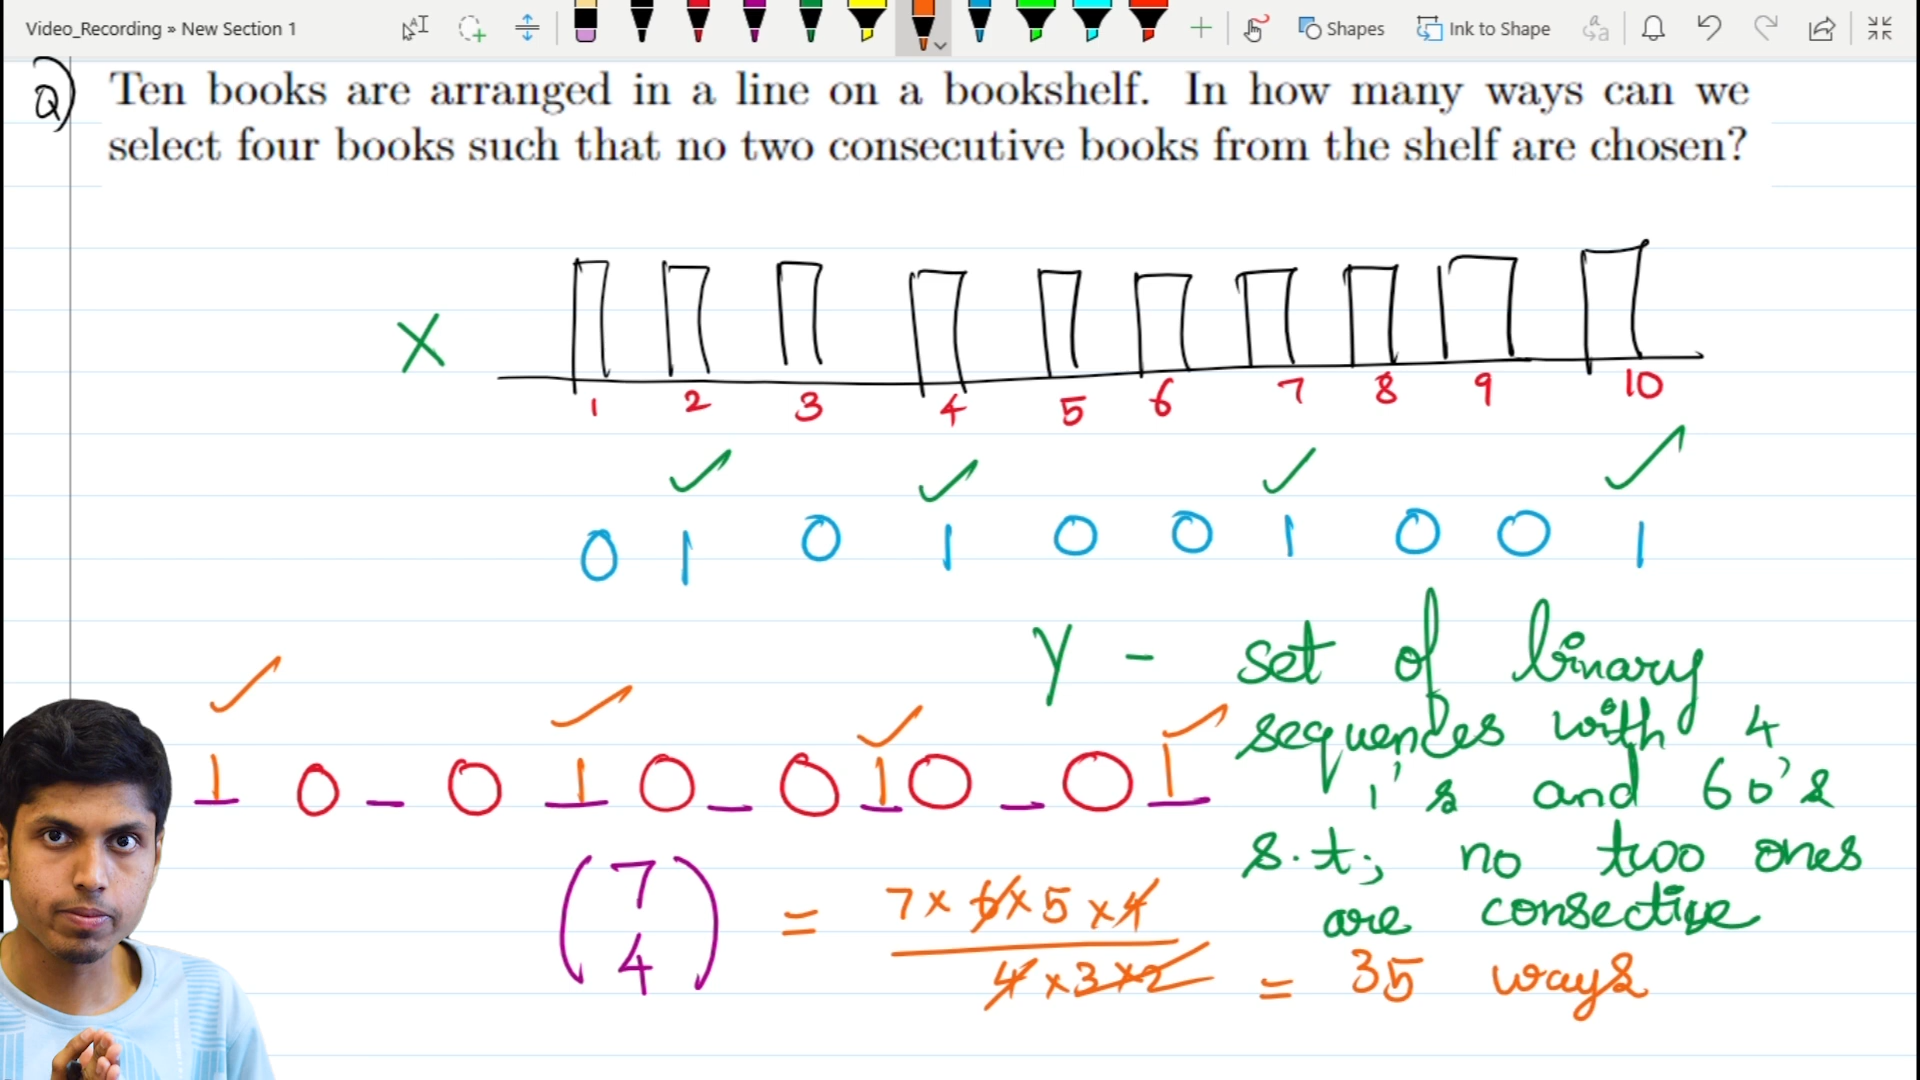 Video_Recording » New Section 1
Shapes
Ink to Shape
Q)
Ten books are arranged in a line on a bookshelf. In how many ways can we
select four books such that no two consecutive books from the shelf are chosen?
X
1 2 3 4 5 6 7 8 9 10
0 1 0 1 0 0 1 0 0 1
Y - set of binary
sequences with 4
1's and 6 0's
s.t; no two ones
are consective
1 0 _ 0 1 0 _ 0 1 0 _ 0 1
(7 4) = 7 × 6 × 5 × 4 / 4 × 3 × 2 = 35 ways